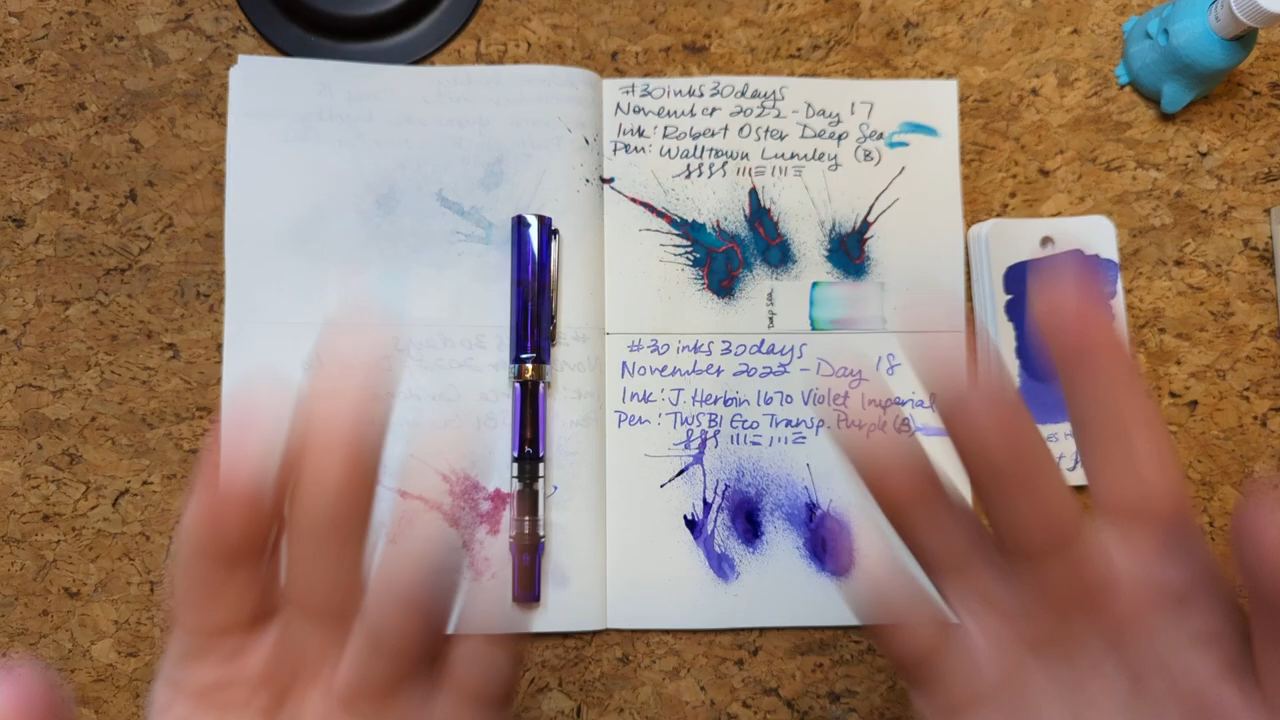 #30inks30days
November 2022 - Day 17
Ink: Robert Oster Deep Sea
Pen: Walltown Lumley (B)
Deep Sea
#30inks30days
November 2022 - Day 18
Ink: J. Herbin 1670 Violet Imperial
Pen: TWSBI Eco Transp. Purple (B)